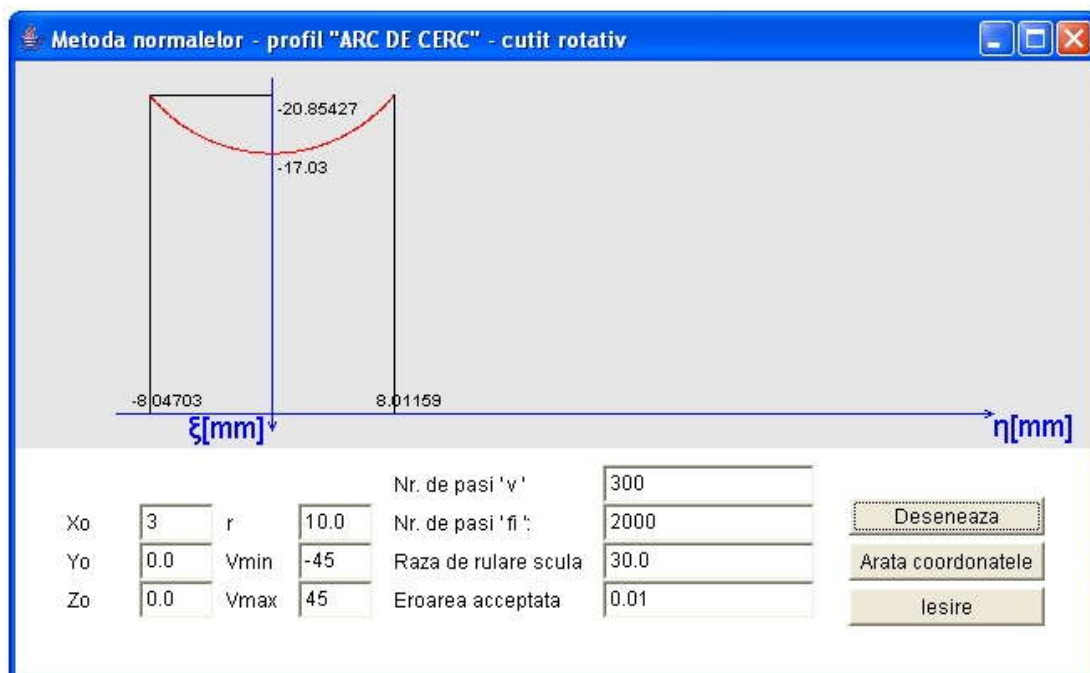 Metoda normalelor - profil "ARC DE CERC" - cutit rotativ
-20.85427
-17.03
-8.04703
8.01159
ξ[mm]
η[mm]
Nr. de pasi 'v '
300
Xo
3
r
10.0
Nr. de pasi 'fi ':
2000
Deseneaza
Yo
0.0
Vmin
-45
Raza de rulare scula
30.0
Arata coordonatele
Zo
0.0
Vmax
45
Eroarea acceptata
0.01
Iesire